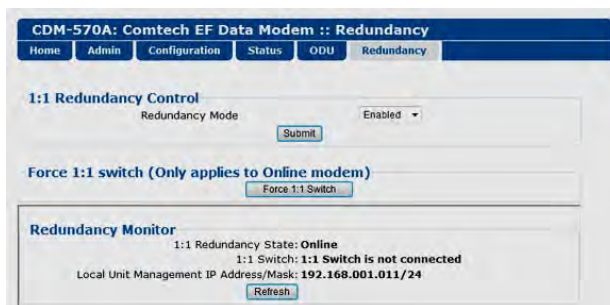 CDM-570A: Comtech EF Data Modem :: Redundancy
Home Admin Configuration Status ODU Redundancy
1:1 Redundancy Control
Redundancy Mode Enabled
Submit
Force 1:1 switch (Only applies to Online modem)
Force 1:1 Switch
Redundancy Monitor
1:1 Redundancy State: Online
1:1 Switch: 1:1 Switch is not connected
Local Unit Management IP Address/Mask: 192.168.001.011/24
Refresh